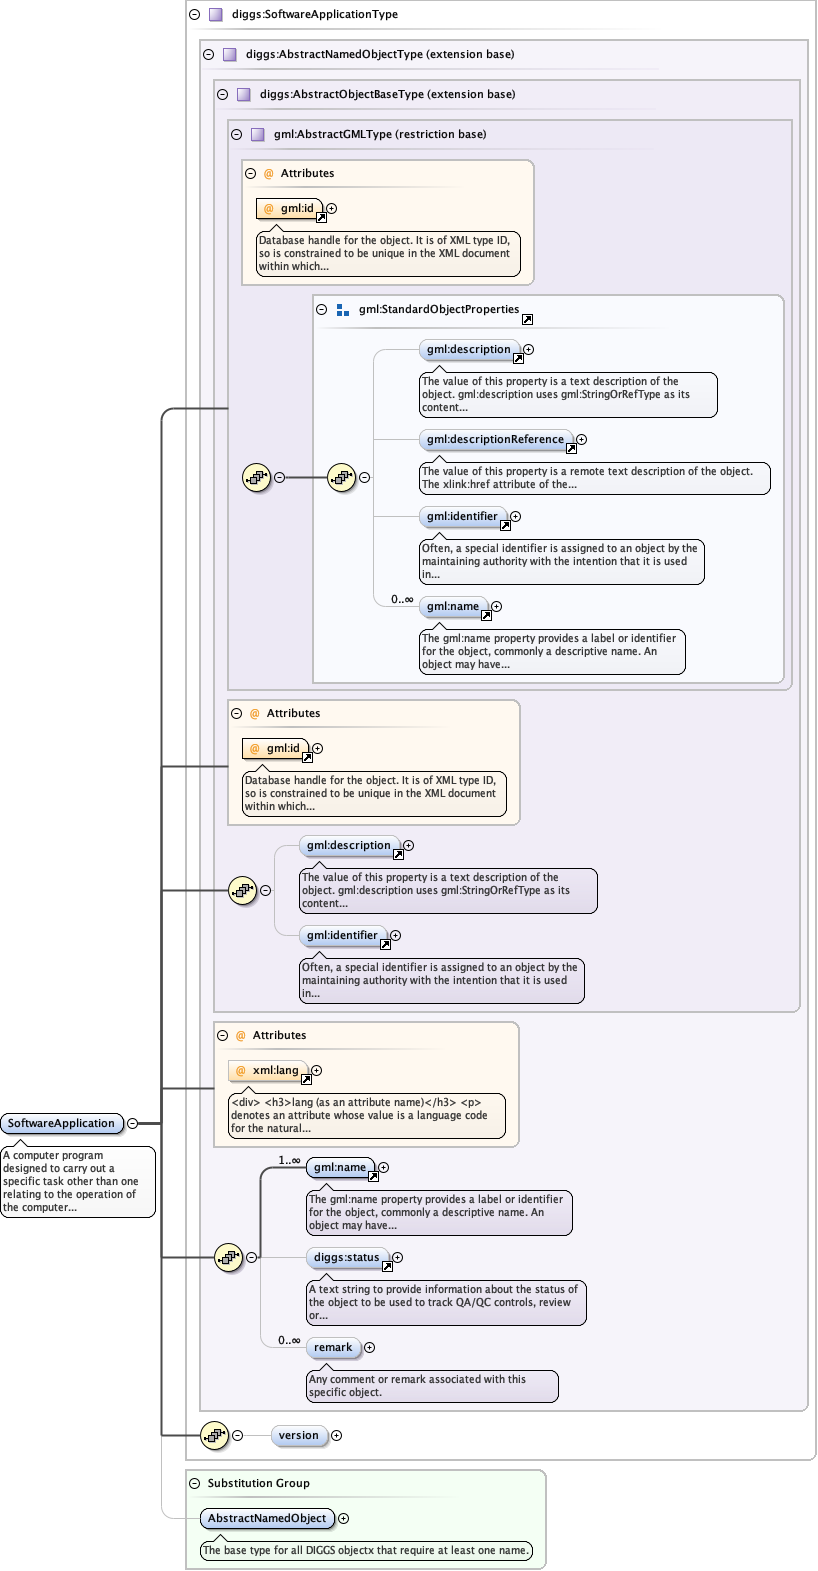 diggs:SoftwareApplicationType
diggs:AbstractNamedObjectType (extension base)
diggs:AbstractObjectBaseType (extension base)
gml:AbstractGMLType (restriction base)
@ Attributes
@ gml:id
Database handle for the object. It is of XML type ID,
so is constrained to be unique in the XML document
within which...
gml:StandardObjectProperties
gml:description
The value of this property is a text description of the
object. gml:description uses gml:StringOrRefType as its
content...
gml:descriptionReference
The value of this property is a remote text description of the object.
The xlink:href attribute of the...
gml:identifier
Often, a special identifier is assigned to an object by the
maintaining authority with the intention that it is used
in...
0..∞
gml:name
The gml:name property provides a label or identifier
for the object, commonly a descriptive name. An
object may have...
@ Attributes
@ gml:id
Database handle for the object. It is of XML type ID,
so is constrained to be unique in the XML document
within which...
gml:description
The value of this property is a text description of the
object. gml:description uses gml:StringOrRefType as its
content...
gml:identifier
Often, a special identifier is assigned to an object by the
maintaining authority with the intention that it is used
in...
@ Attributes
@ xml:lang
<div> <h3>lang (as an attribute name)</h3> <p>
denotes an attribute whose value is a language code
for the natural...
SoftwareApplication
A computer program
designed to carry out a
specific task other than one
relating to the operation of
the computer...
1..∞
gml:name
The gml:name property provides a label or identifier
for the object, commonly a descriptive name. An
object may have...
diggs:status
A text string to provide information about the status of
the object to be used to track QA/QC controls, review
or...
0..∞
remark
Any comment or remark associated with this
specific object.
version
Substitution Group
AbstractNamedObject
The base type for all DIGGS objectx that require at least one name.